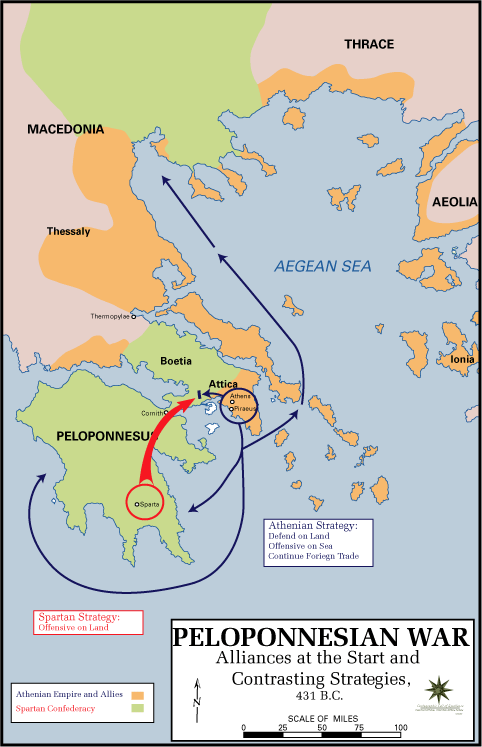 THRACE
MACEDONIA
AEOLIA
Thessaly
AEGEAN SEA
Thermopylae
Boetia
Ionia
Attica
Athens
Piraeus
Cornith
PELOPONNESUS
Sparta
Athenian Strategy:
Defend on Land
Offensive on Sea
Continue Foriegn Trade
Spartan Strategy:
Offensive on Land
PELOPONNESIAN WAR
Alliances at the Start and
Contrasting Strategies,
431 B.C.
Athenian Empire and Allies
Spartan Confederacy
N
SCALE OF MILES
0 25 50 75 100